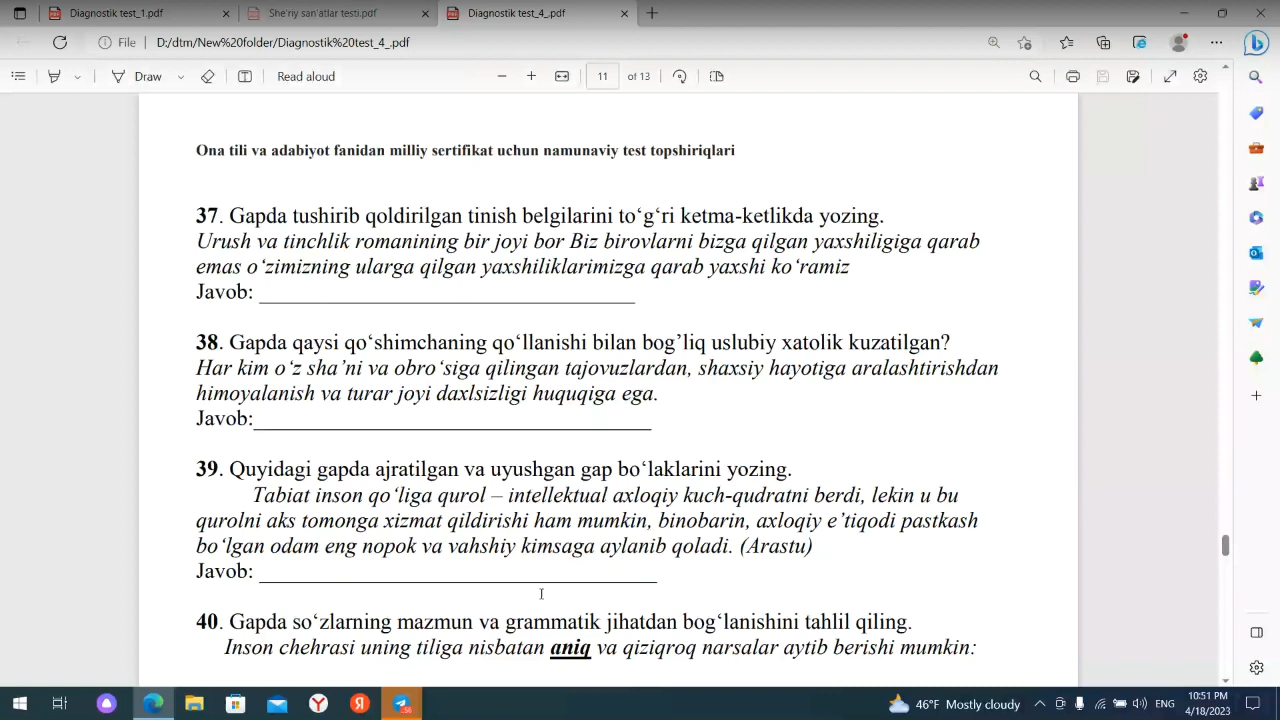 Diagnostik test_1.pdf
She'riy san'atlar testi.pdf
Diagnostik test_4_.pdf
File
D:/dtm/New%20folder/Diagnostik%20test_4_.pdf
Draw
Read aloud
11
of 13
Ona tili va adabiyot fanidan milliy sertifikat uchun namunaviy test topshiriqlari
37. Gapda tushirib qoldirilgan tinish belgilarini to‘g‘ri ketma-ketlikda yozing.
Urush va tinchlik romanining bir joyi bor Biz birovlarni bizga qilgan yaxshiligiga qarab
emas o‘zimizning ularga qilgan yaxshiliklarimizga qarab yaxshi ko‘ramiz
Javob: ___________________________________
38. Gapda qaysi qo‘shimchaning qo‘llanishi bilan bog’liq uslubiy xatolik kuzatilgan?
Har kim o‘z sha’ni va obro‘siga qilingan tajovuzlardan, shaxsiy hayotiga aralashtirishdan
himoyalanish va turar joyi daxlsizligi huquqiga ega.
Javob:_____________________________________
39. Quyidagi gapda ajratilgan va uyushgan gap bo‘laklarini yozing.
Tabiat inson qo‘liga qurol – intellektual axloqiy kuch-qudratni berdi, lekin u bu
qurolni aks tomonga xizmat qildirishi ham mumkin, binobarin, axloqiy e’tiqodi pastkash
bo‘lgan odam eng nopok va vahshiy kimsaga aylanib qoladi. (Arastu)
Javob: _____________________________________
40. Gapda so‘zlarning mazmun va grammatik jihatdan bog‘lanishini tahlil qiling.
Inson chehrasi uning tiliga nisbatan aniq va qiziqroq narsalar aytib berishi mumkin:
46°F Mostly cloudy
ENG
10:51 PM
4/18/2023